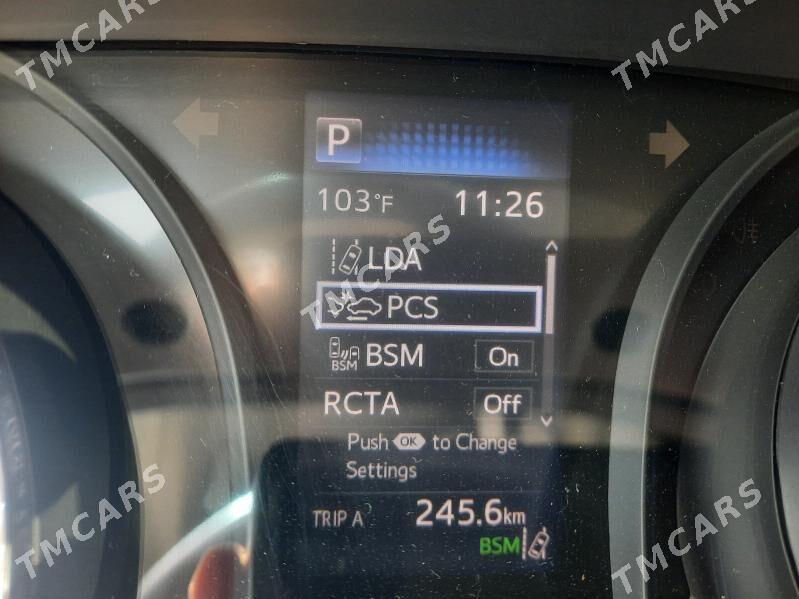 TMCARS
TMCARS
P
103°F 11:26
LDA
TMCARS
PCS
TMCARS
BSM BSM On
RCTA Off
Push OK to Change
Settings
TRIP A 245.6km
BSM
TMCARS
TMCARS